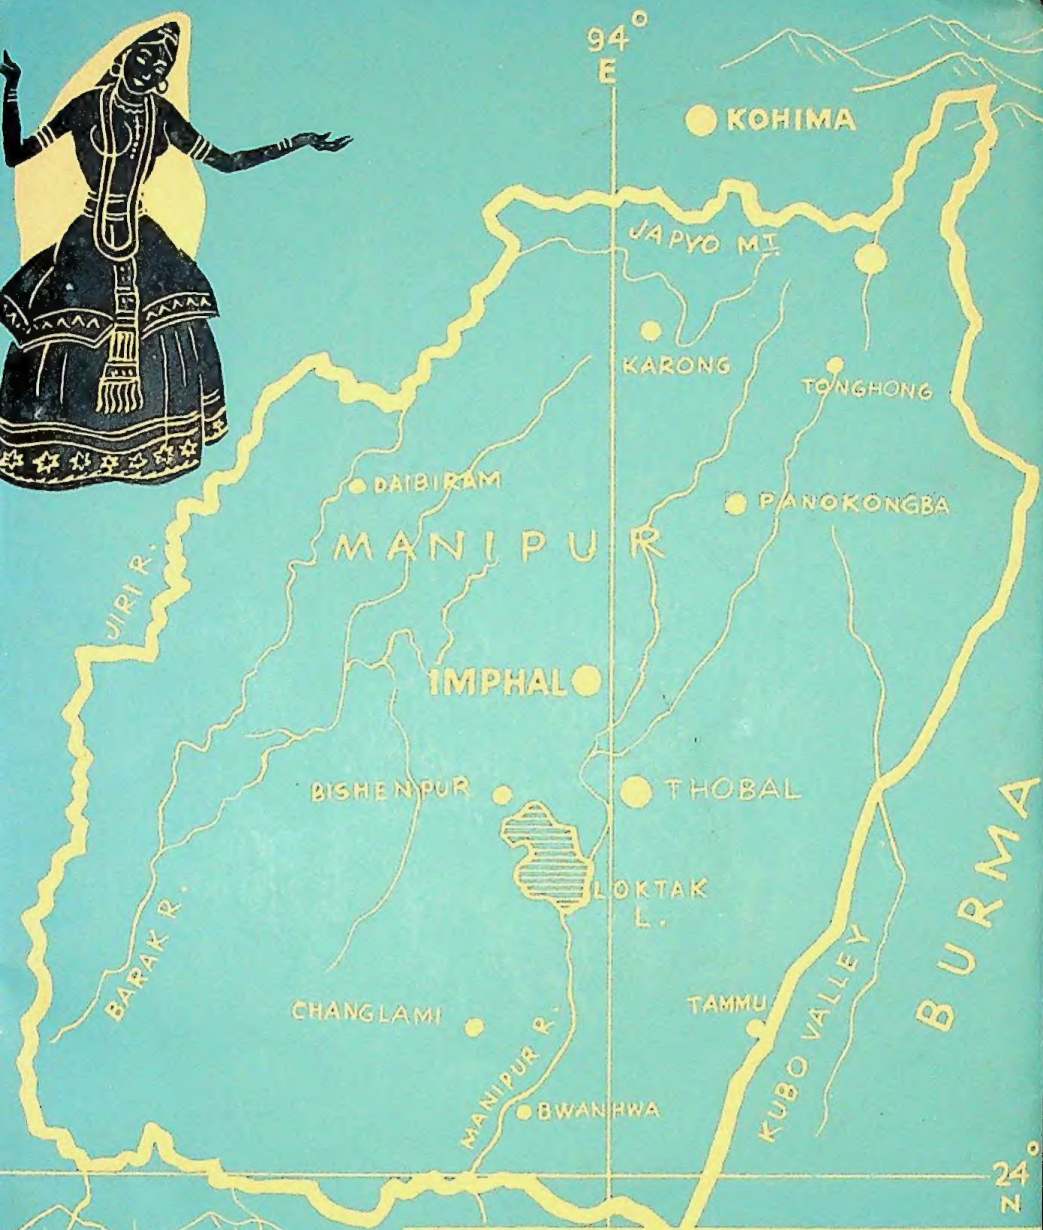 94°
E
KOHIMA
JAPYO MT.
KARONG
TONGHONG
DAIBIRAM
PANOKONGBA
MANIPUR
JIRI R.
IMPHAL
BISHENPUR
THOBAL
LOKTAK
L.
BARAK R.
BURMA
CHANGLAMI
TAMMU
KUBO VALLEY
MANIPUR R.
BWANHWA
24°
N